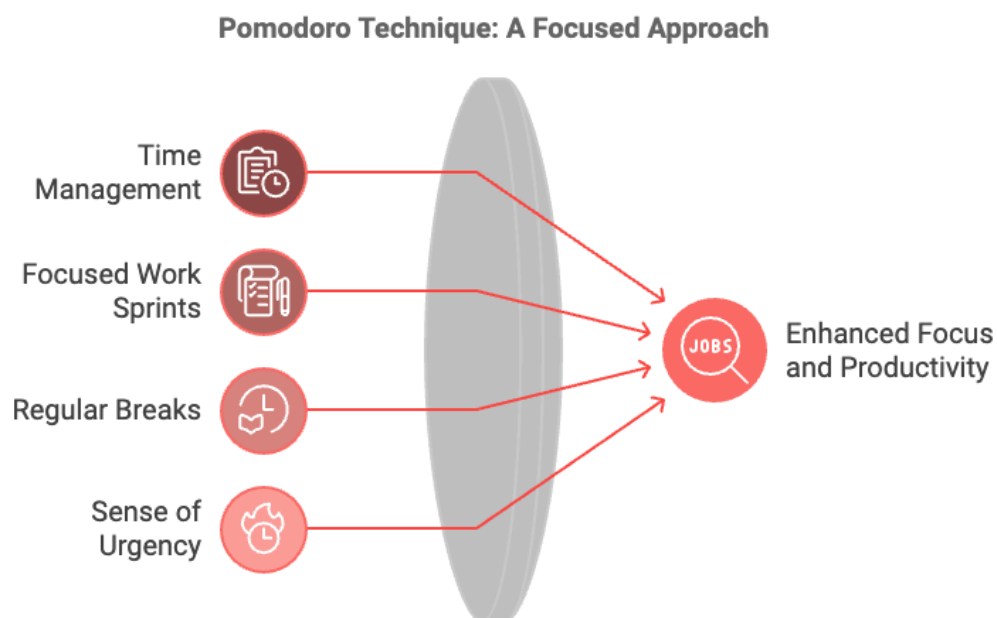 Pomodoro Technique: A Focused Approach
Time
Management
Focused Work
Sprints
Regular Breaks
Sense of
Urgency
JOBS
Enhanced Focus
and Productivity